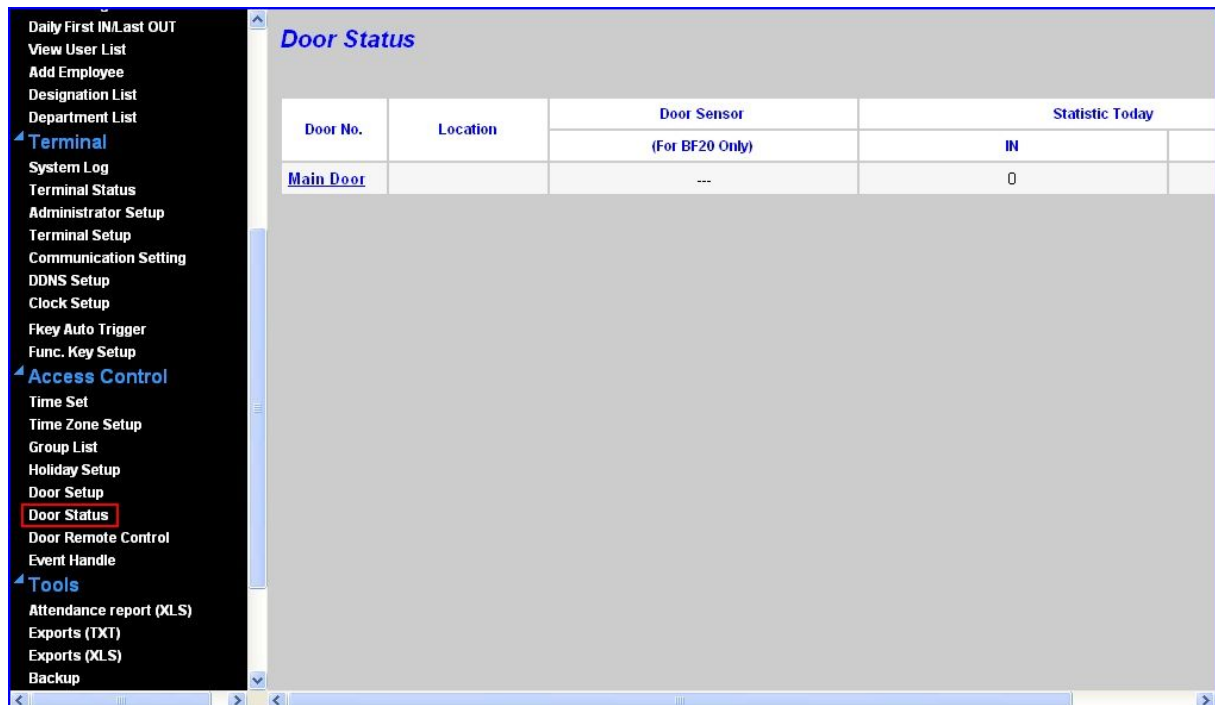 Daily First IN/Last OUT
View User List
Add Employee
Designation List
Department List
Terminal
System Log
Terminal Status
Administrator Setup
Terminal Setup
Communication Setting
DDNS Setup
Clock Setup
Fkey Auto Trigger
Func. Key Setup
Access Control
Time Set
Time Zone Setup
Group List
Holiday Setup
Door Setup
Door Status
Door Remote Control
Event Handle
Tools
Attendance report (XLS)
Exports (TXT)
Exports (XLS)
Backup
Door Status
Door No. Location Door Sensor Statistic Today
(For BF20 Only) IN
Main Door --- 0